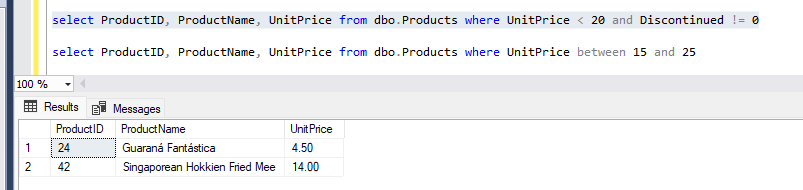 select ProductID, ProductName, UnitPrice from dbo.Products where UnitPrice < 20 and Discontinued != 0
select ProductID, ProductName, UnitPrice from dbo.Products where UnitPrice between 15 and 25
100 %
Results Messages
ProductID ProductName UnitPrice
1 24 Guaraná Fantástica 4.50
2 42 Singaporean Hokkien Fried Mee 14.00